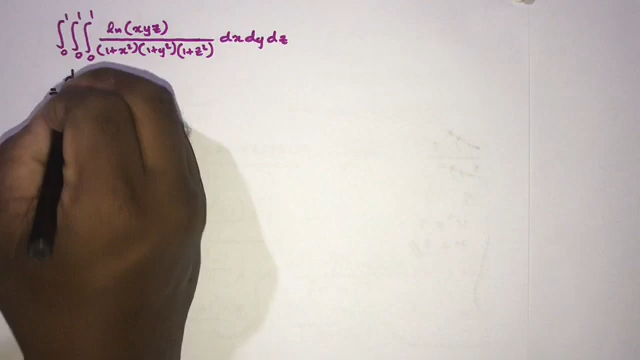 ∫₀¹ ∫₀¹ ∫₀¹ ln(xyz) / (1+x²)(1+y²)(1+z²) dx dy dz
=